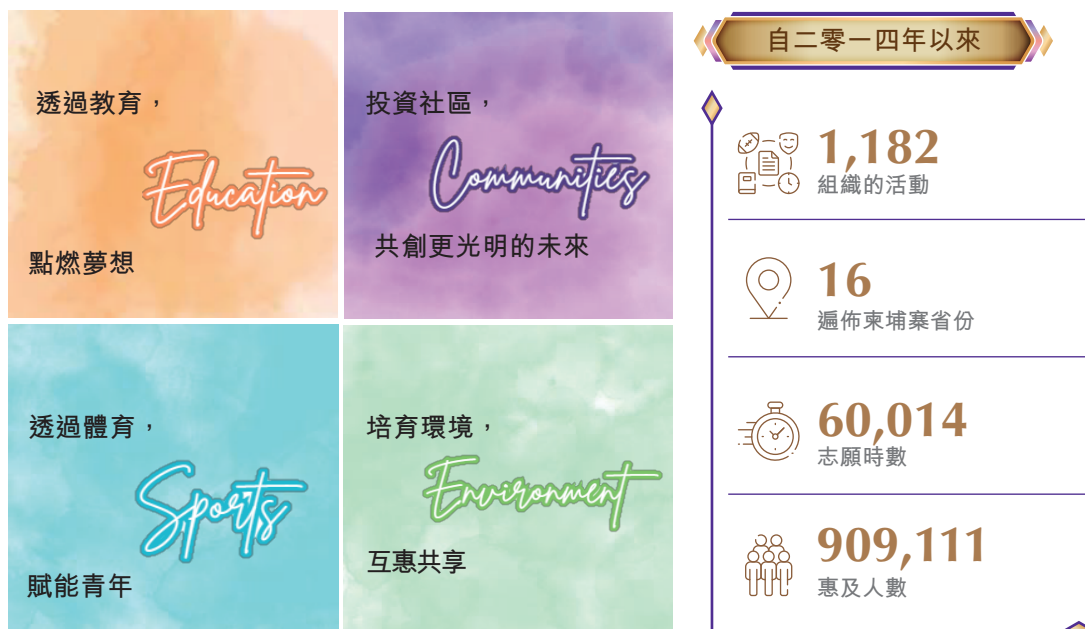 透過教育，
Education
點燃夢想
投資社區，
Communities
共創更光明的未來
透過體育，
Sports
賦能青年
培育環境，
Environment
互惠共享
自二零一四年以來
1,182
組織的活動
16
遍佈柬埔寨省份
60,014
志願時數
909,111
惠及人數